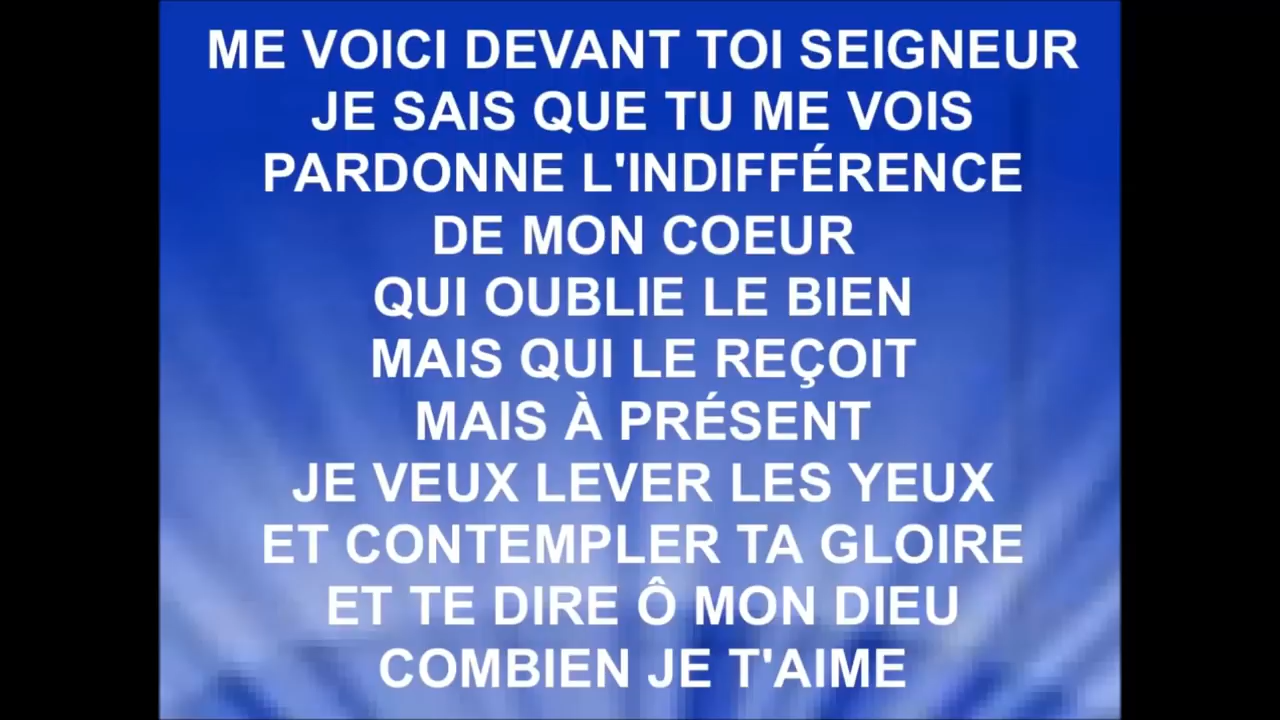 ME VOICI DEVANT TOI SEIGNEUR
JE SAIS QUE TU ME VOIS
PARDONNE L'INDIFFÉRENCE
DE MON COEUR
QUI OUBLIE LE BIEN
MAIS QUI LE REÇOIT
MAIS À PRÉSENT
JE VEUX LEVER LES YEUX
ET CONTEMPLER TA GLOIRE
ET TE DIRE Ô MON DIEU
COMBIEN JE T'AIME